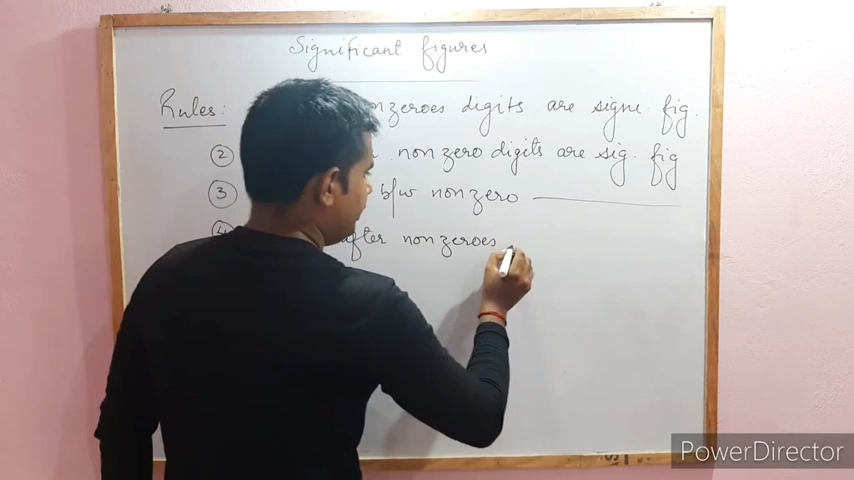 Significant figures
Rules: nonzeroes digits are signi. fig.
2 nonzero digits are sig. fig
3 b/w nonzero
4 after nonzeroes
PowerDirector